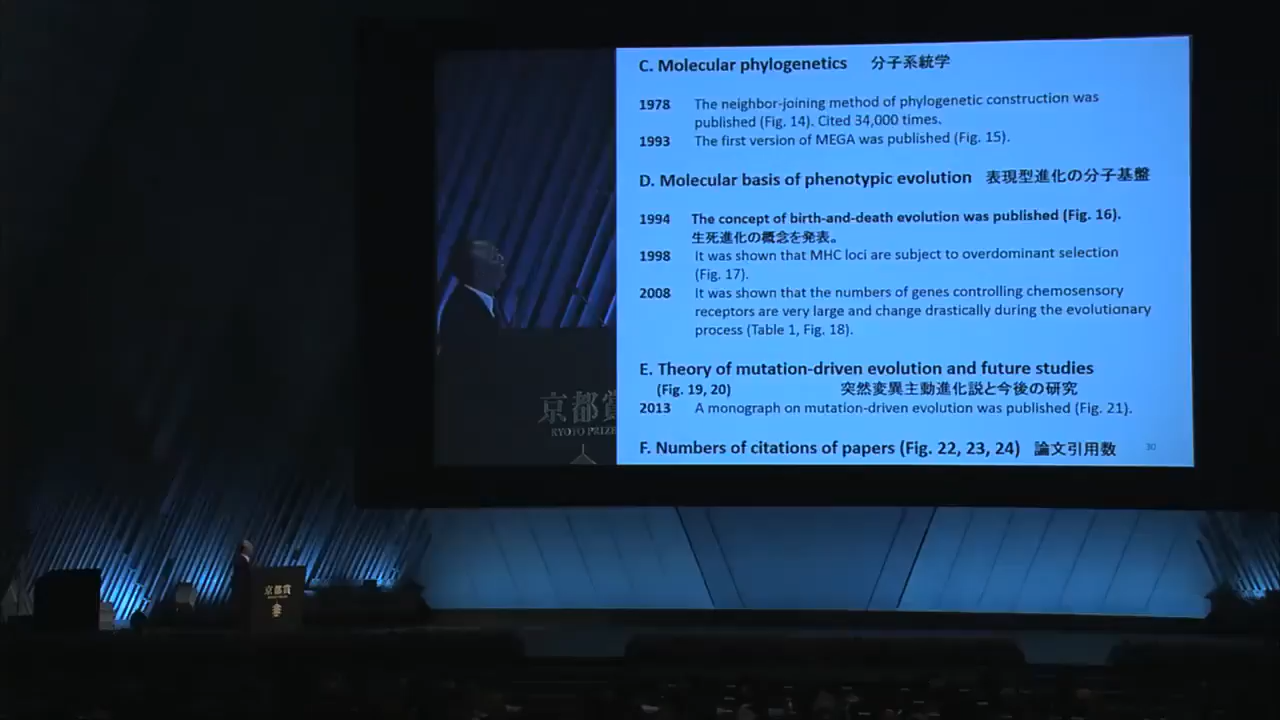 C. Molecular phylogenetics 分子系統学
1978 The neighbor-joining method of phylogenetic construction was
published (Fig. 14). Cited 34,000 times.
1993 The first version of MEGA was published (Fig. 15).
D. Molecular basis of phenotypic evolution 表現型進化の分子基盤
1994 The concept of birth-and-death evolution was published (Fig. 16).
生死進化の概念を発表。
1998 It was shown that MHC loci are subject to overdominant selection
(Fig. 17).
2008 It was shown that the numbers of genes controlling chemosensory
receptors are very large and change drastically during the evolutionary
process (Table 1, Fig. 18).
E. Theory of mutation-driven evolution and future studies
(Fig. 19, 20) 突然変異主動進化説と今後の研究
2013 A monograph on mutation-driven evolution was published (Fig. 21).
F. Numbers of citations of papers (Fig. 22, 23, 24) 論文引用数 30
京都賞
KYOTO PRIZE
京都賞